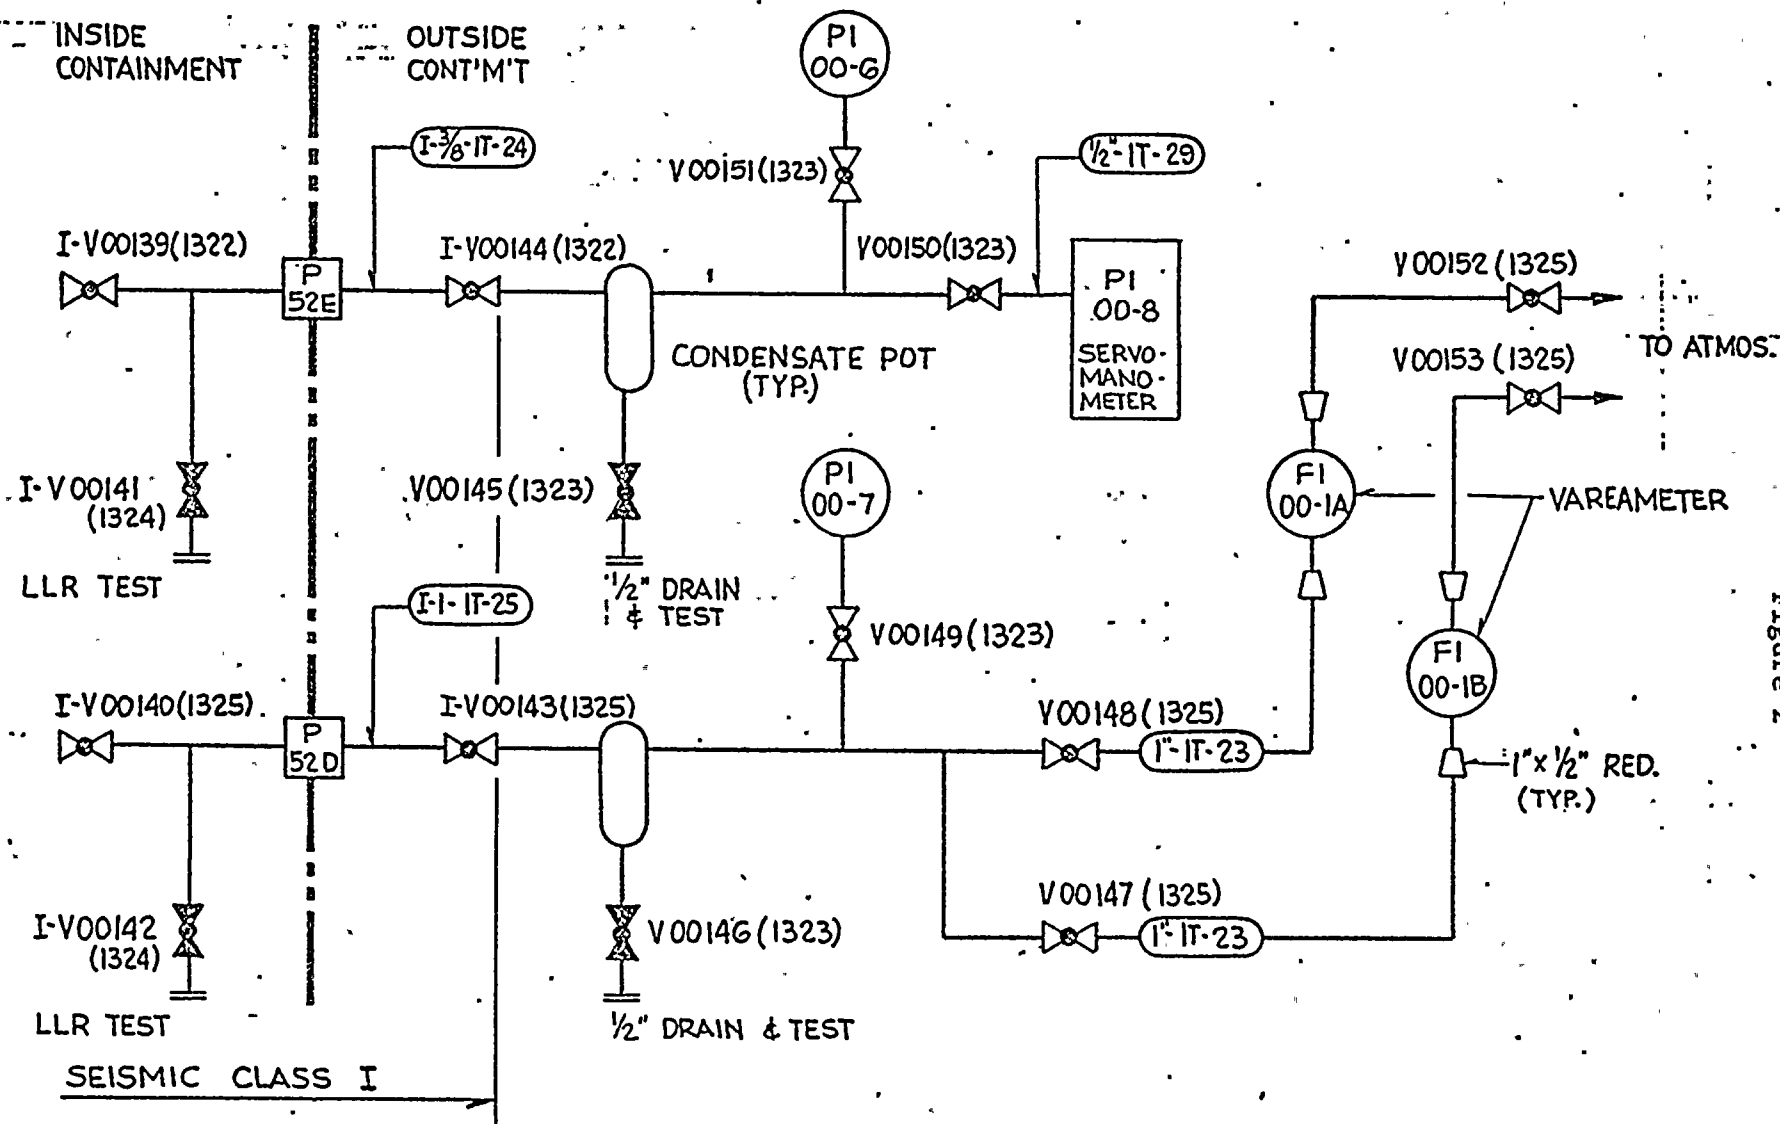 INSIDE
CONTAINMENT
OUTSIDE
CONT'M'T
PI
00-6
I-3/8-IT-24
V00151(1323)
1/2"-IT-29
I-V00139(1322)
P
52E
I-V00144(1322)
V00150(1323)
PI
00-8
SERVO-
MANO-
METER
V00152(1325)
TO ATMOS.
V00153(1325)
CONDENSATE POT
(TYP.)
I-V00141
(1324)
V00145(1323)
PI
00-7
FI
00-1A
VAREAMETER
LLR TEST
I-1-IT-25
1/2" DRAIN
& TEST
V00149(1323)
FI
00-1B
Figure 2
I-V00140(1325)
P
52D
I-V00143(1325)
V00148(1325)
1"-IT-23
1"x 1/2" RED.
(TYP.)
I-V00142
(1324)
V00146(1323)
V00147(1325)
1"-IT-23
LLR TEST
1/2" DRAIN & TEST
SEISMIC CLASS I